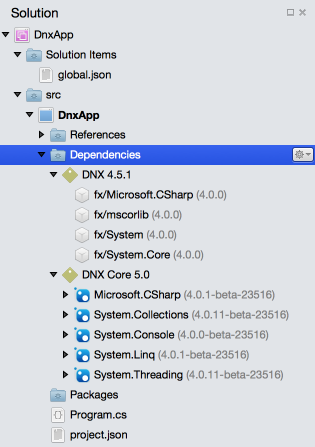 Solution
DnxApp
Solution Items
global.json
src
DnxApp
References
Dependencies
DNX 4.5.1
fx/Microsoft.CSharp (4.0.0)
fx/mscorlib (4.0.0)
fx/System (4.0.0)
fx/System.Core (4.0.0)
DNX Core 5.0
Microsoft.CSharp (4.0.1-beta-23516)
System.Collections (4.0.11-beta-23516)
System.Console (4.0.0-beta-23516)
System.Linq (4.0.1-beta-23516)
System.Threading (4.0.11-beta-23516)
Packages
Program.cs
project.json